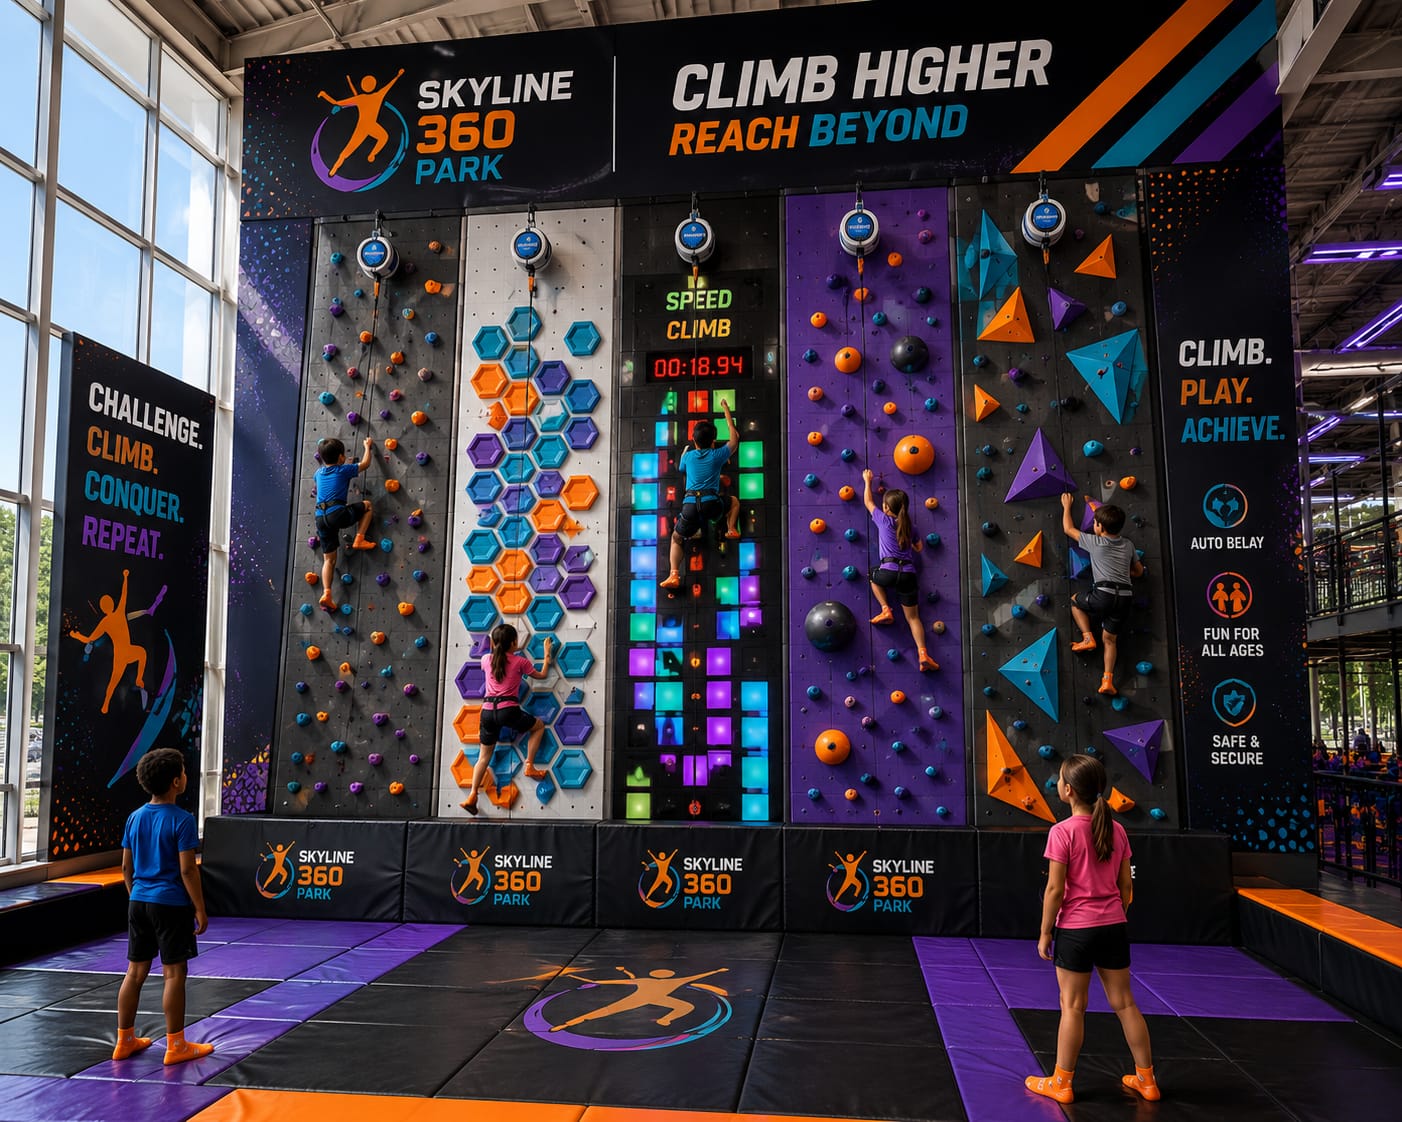 SKYLINE
360
PARK
CLIMB HIGHER
REACH BEYOND
SPEED
CLIMB
00:18.94
CHALLENGE.
CLIMB.
CONQUER.
REPEAT.
CLIMB.
PLAY.
ACHIEVE.
AUTO BELAY
FUN FOR
ALL AGES
SAFE &
SECURE
SKYLINE
360
PARK
SKYLINE
360
PARK
SKYLINE
360
PARK
SKYLINE
360
PARK